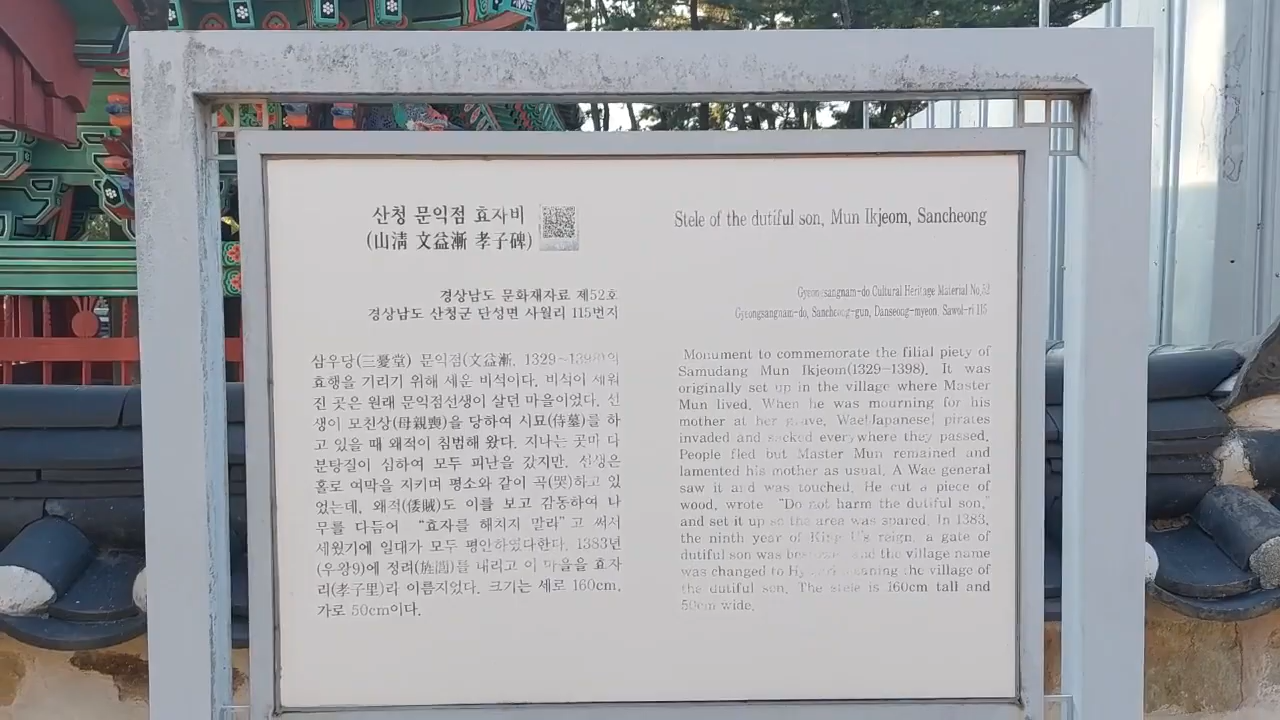 산청 문익점 효자비
(山淸 文益漸 孝子碑)
경상남도 문화재자료 제52호
경상남도 산청군 단성면 사월리 115번지
삼우당(三憂堂) 문익점(文益漸, 1329~1398)의
효행을 기리기 위해 세운 비석이다. 비석이 세워
진 곳은 원래 문익점선생이 살던 마을이었다. 선
생이 모친상(母親喪)을 당하여 시묘(侍墓)를 하
고 있을 때 왜적이 침범해 왔다. 지나는 곳마 다
분탕질이 심하여 모두 피난을 갔지만, 선생은
홀로 여막을 지키며 평소와 같이 곡(哭)하고 있
었는데, 왜적(倭賊)도 이를 보고 감동하여 나
무를 다듬어 “효자를 해치지 말라”고 써서
세웠기에 일대가 모두 평안하였다한다. 1383년
(우왕9)에 정려(旌閭)를 내리고 이 마을을 효자
리(孝子里)라 이름지었다. 크기는 세로 160cm,
가로 50cm이다.
Stele of the dutiful son, Mun Ikjeom, Sancheong
Gyeongsangnam-do Cultural Heritage Material No.52
Gyeongsangnam-do, Sancheong-gun, Danseong-myeon, Sawol-ri 115
Monument to commemorate the filial piety of
Samudang Mun Ikjeom(1329-1398). It was
originally set up in the village where Master
Mun lived. When he was mourning for his
mother at her grave, Wae(Japanese) pirates
invaded and sacked everywhere they passed.
People fled but Master Mun remained and
lamented his mother as usual. A Wae general
saw it and was touched. He cut a piece of
wood, wrote "Do not harm the dutiful son,"
and set it up so the area was spared. In 1383,
the ninth year of King U's reign, a gate of
dutiful son was and the village name
was changed to meaning the village of
the dutiful son. The stele is 160cm tall and
50cm wide.